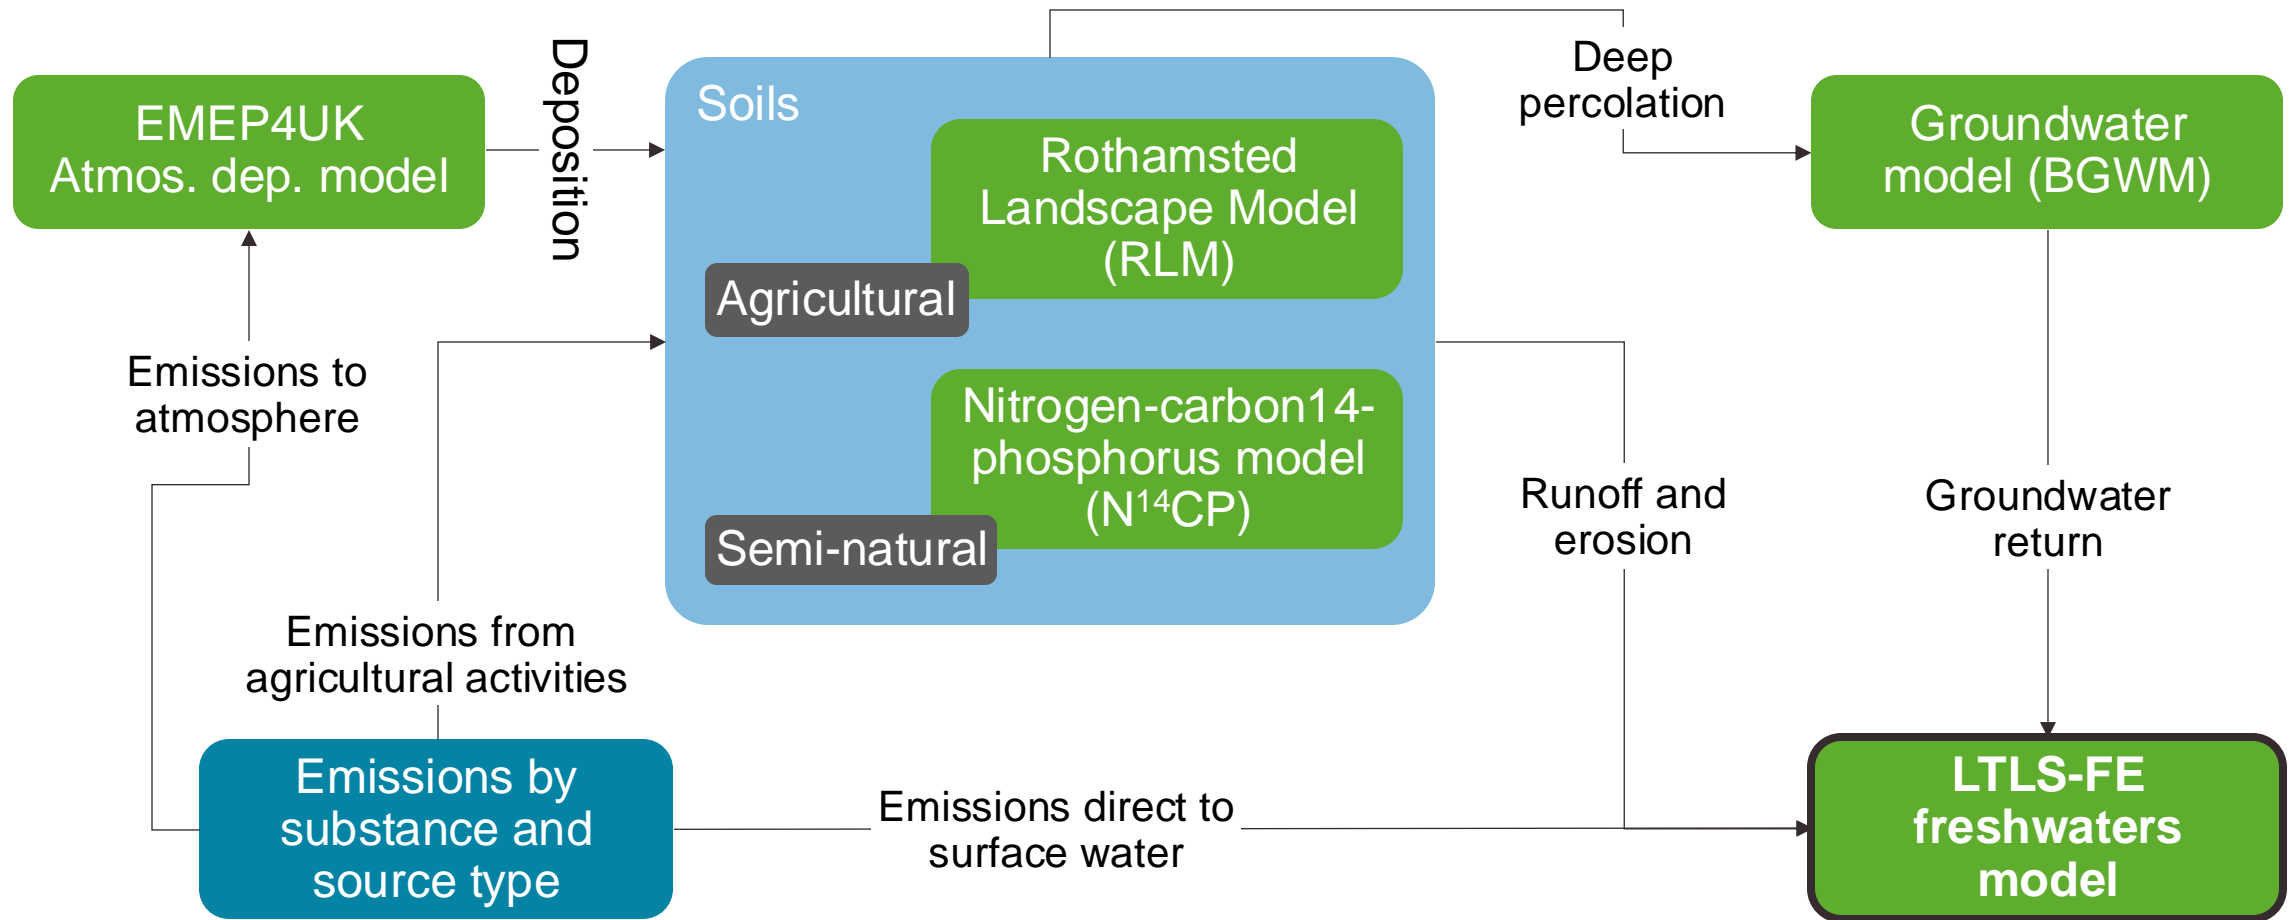 EMEP4UK
Atmos. dep. model
Deposition
Soils
Rothamsted
Landscape Model
(RLM)
Agricultural
Nitrogen-carbon14-
phosphorus model
(N¹⁴CP)
Semi-natural
Deep
percolation
Groundwater
model (BGWM)
Emissions to
atmosphere
Emissions from
agricultural activities
Runoff and
erosion
Groundwater
return
Emissions by
substance and
source type
Emissions direct to
surface water
LTLS-FE
freshwaters
model